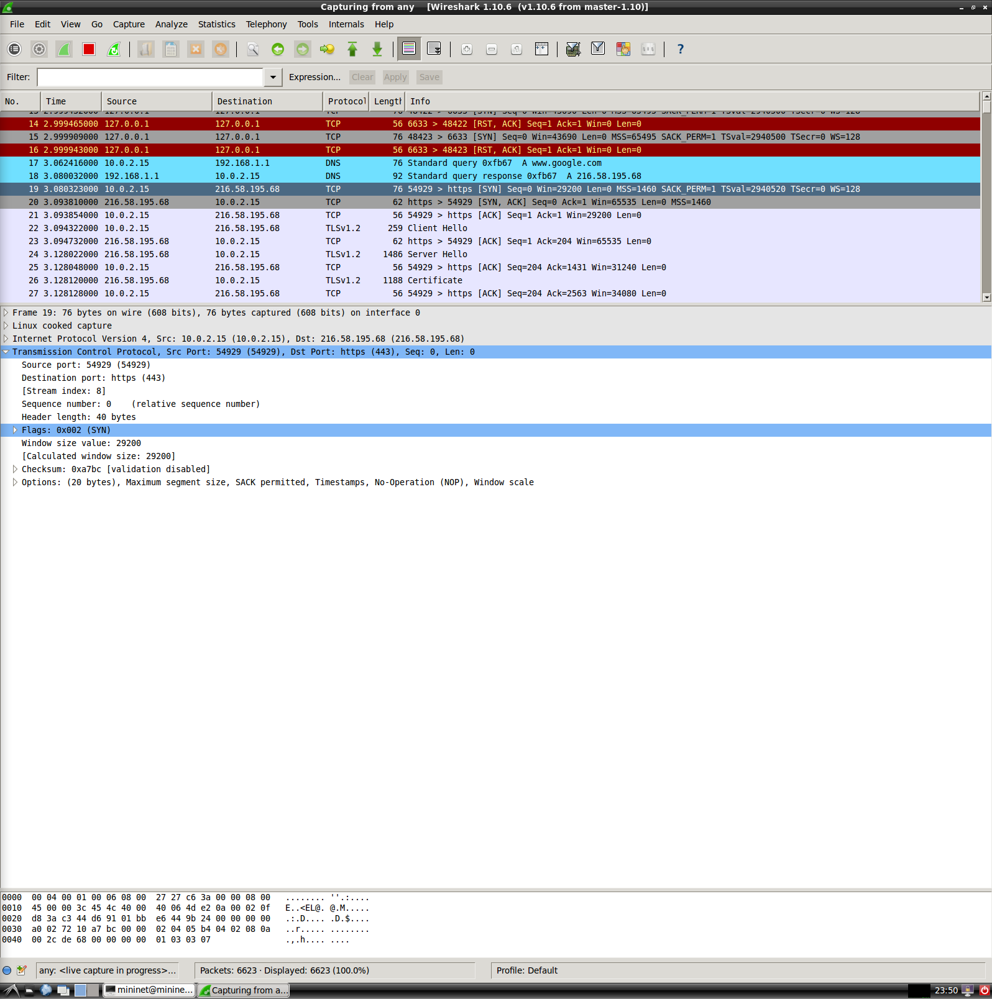 Capturing from any [Wireshark 1.10.6 (v1.10.6 from master-1.10)]
File Edit View Go Capture Analyze Statistics Telephony Tools Internals Help
Filter: Expression... Clear Apply Save
No. Time Source Destination Protocol Length Info
14 2.999465000 127.0.0.1 127.0.0.1 TCP 56 6633 > 48422 [RST, ACK] Seq=1 Ack=1 Win=0 Len=0
15 2.999909000 127.0.0.1 127.0.0.1 TCP 76 48423 > 6633 [SYN] Seq=0 Win=43690 Len=0 MSS=65495 SACK_PERM=1 TSval=2940500 TSecr=0 WS=128
16 2.999943000 127.0.0.1 127.0.0.1 TCP 56 6633 > 48423 [RST, ACK] Seq=1 Ack=1 Win=0 Len=0
17 3.062416000 10.0.2.15 192.168.1.1 DNS 76 Standard query 0xfb67 A www.google.com
18 3.080032000 192.168.1.1 10.0.2.15 DNS 92 Standard query response 0xfb67 A 216.58.195.68
19 3.080323000 10.0.2.15 216.58.195.68 TCP 76 54929 > https [SYN] Seq=0 Win=29200 Len=0 MSS=1460 SACK_PERM=1 TSval=2940520 TSecr=0 WS=128
20 3.093810000 216.58.195.68 10.0.2.15 TCP 62 https > 54929 [SYN, ACK] Seq=0 Ack=1 Win=65535 Len=0 MSS=1460
21 3.093854000 10.0.2.15 216.58.195.68 TCP 56 54929 > https [ACK] Seq=1 Ack=1 Win=29200 Len=0
22 3.094322000 10.0.2.15 216.58.195.68 TLSv1.2 259 Client Hello
23 3.094732000 216.58.195.68 10.0.2.15 TCP 62 https > 54929 [ACK] Seq=1 Ack=204 Win=65535 Len=0
24 3.128022000 216.58.195.68 10.0.2.15 TLSv1.2 1486 Server Hello
25 3.128048000 10.0.2.15 216.58.195.68 TCP 56 54929 > https [ACK] Seq=204 Ack=1431 Win=31240 Len=0
26 3.128120000 216.58.195.68 10.0.2.15 TLSv1.2 1188 Certificate
27 3.128128000 10.0.2.15 216.58.195.68 TCP 56 54929 > https [ACK] Seq=204 Ack=2563 Win=34080 Len=0
Frame 19: 76 bytes on wire (608 bits), 76 bytes captured (608 bits) on interface 0
Linux cooked capture
Internet Protocol Version 4, Src: 10.0.2.15 (10.0.2.15), Dst: 216.58.195.68 (216.58.195.68)
Transmission Control Protocol, Src Port: 54929 (54929), Dst Port: https (443), Seq: 0, Len: 0
Source port: 54929 (54929)
Destination port: https (443)
[Stream index: 8]
Sequence number: 0 (relative sequence number)
Header length: 40 bytes
Flags: 0x002 (SYN)
Window size value: 29200
[Calculated window size: 29200]
Checksum: 0xa7bc [validation disabled]
Options: (20 bytes), Maximum segment size, SACK permitted, Timestamps, No-Operation (NOP), Window scale
0000 00 04 00 01 00 06 08 00 27 27 c6 3a 00 00 08 00 ........ ''.:....
0010 45 00 00 3c 45 4c 40 00 40 06 4d e2 0a 00 02 0f E..<EL@. @.M.....
0020 d8 3a c3 44 d6 91 01 bb e6 44 9b 24 00 00 00 00 .:.D.... .D.$....
0030 a0 02 72 10 a7 bc 00 00 02 04 05 b4 04 02 08 0a ..r..... ........
0040 00 2c de 68 00 00 00 00 01 03 03 07 .,.h.... ....
any: <live capture in progress>... Packets: 6623 · Displayed: 6623 (100.0%) Profile: Default
mininet@minine... Capturing from a... 23:50